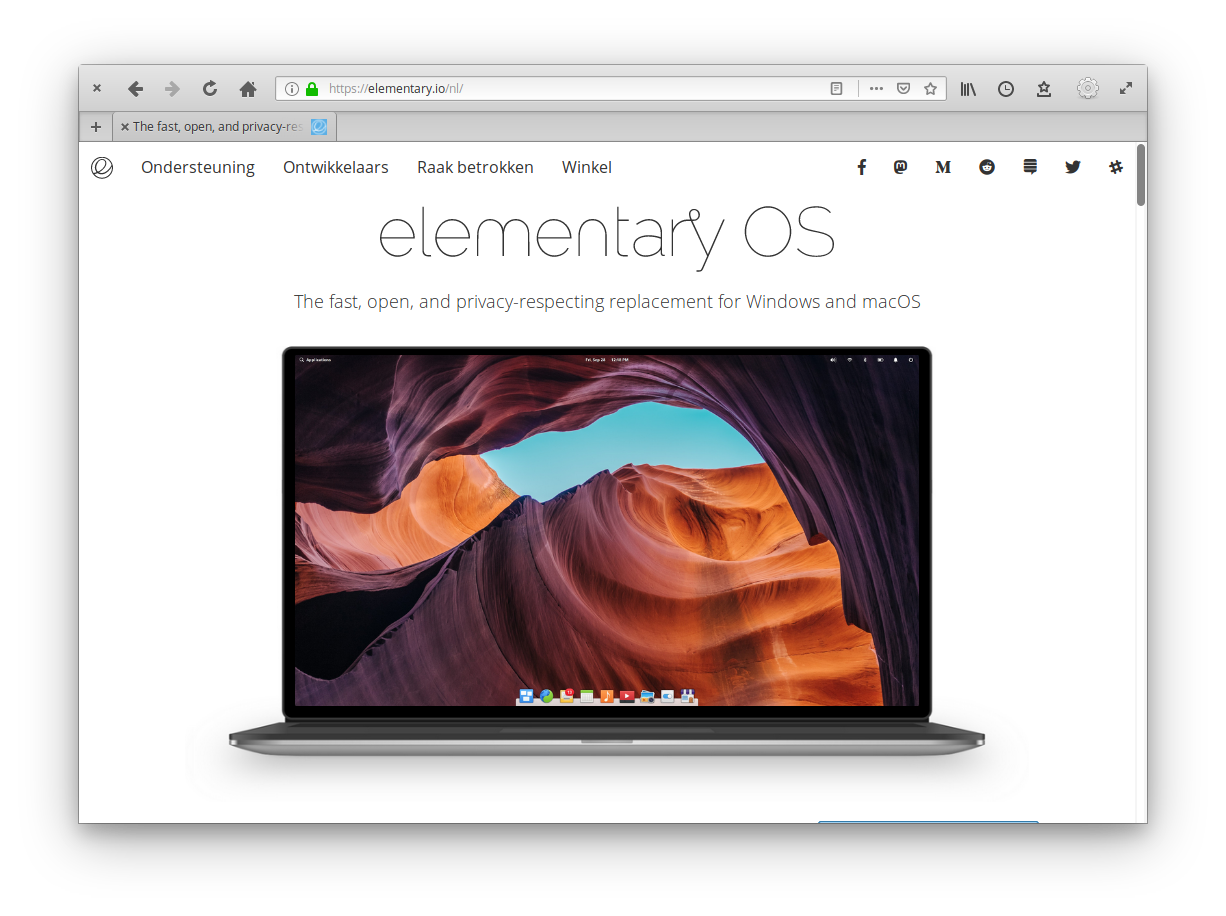 https://elementary.io/nl/
The fast, open, and privacy-res
Ondersteuning Ontwikkelaars Raak betrokken Winkel
elementary OS
The fast, open, and privacy-respecting replacement for Windows and macOS
Applications Fri, Sep 28 12:48 PM